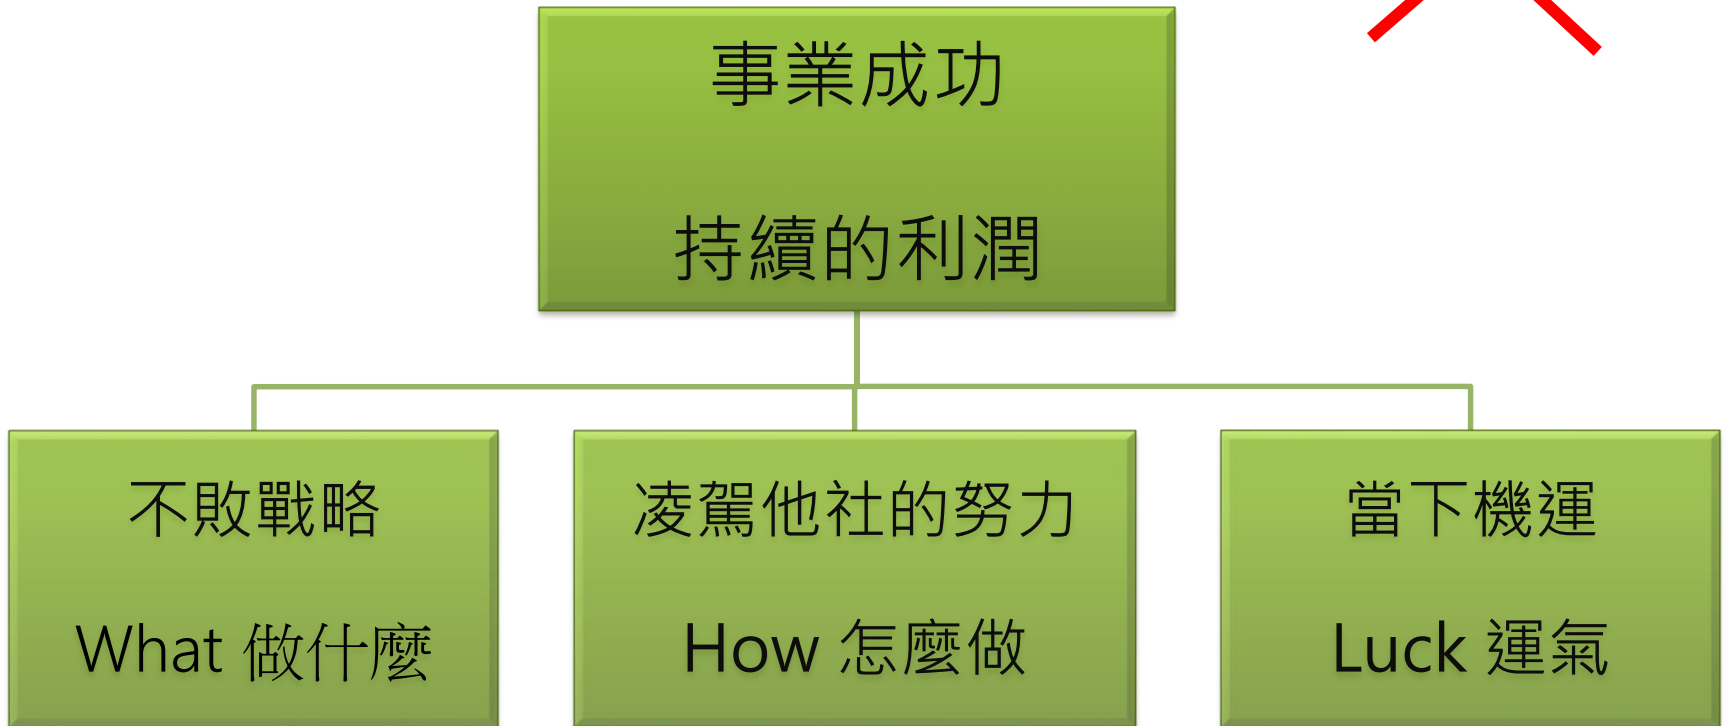 事業成功
持續的利潤
不敗戰略
What 做什麼
凌駕他社的努力
How 怎麼做
當下機運
Luck 運氣